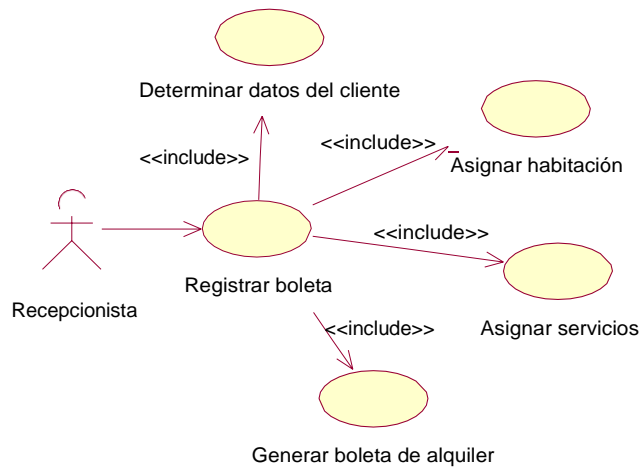 Determinar datos del cliente
<<include>>
<<include>>
Asignar habitación
<<include>>
Registrar boleta
Recepcionista
Asignar servicios
<<include>>
Generar boleta de alquiler